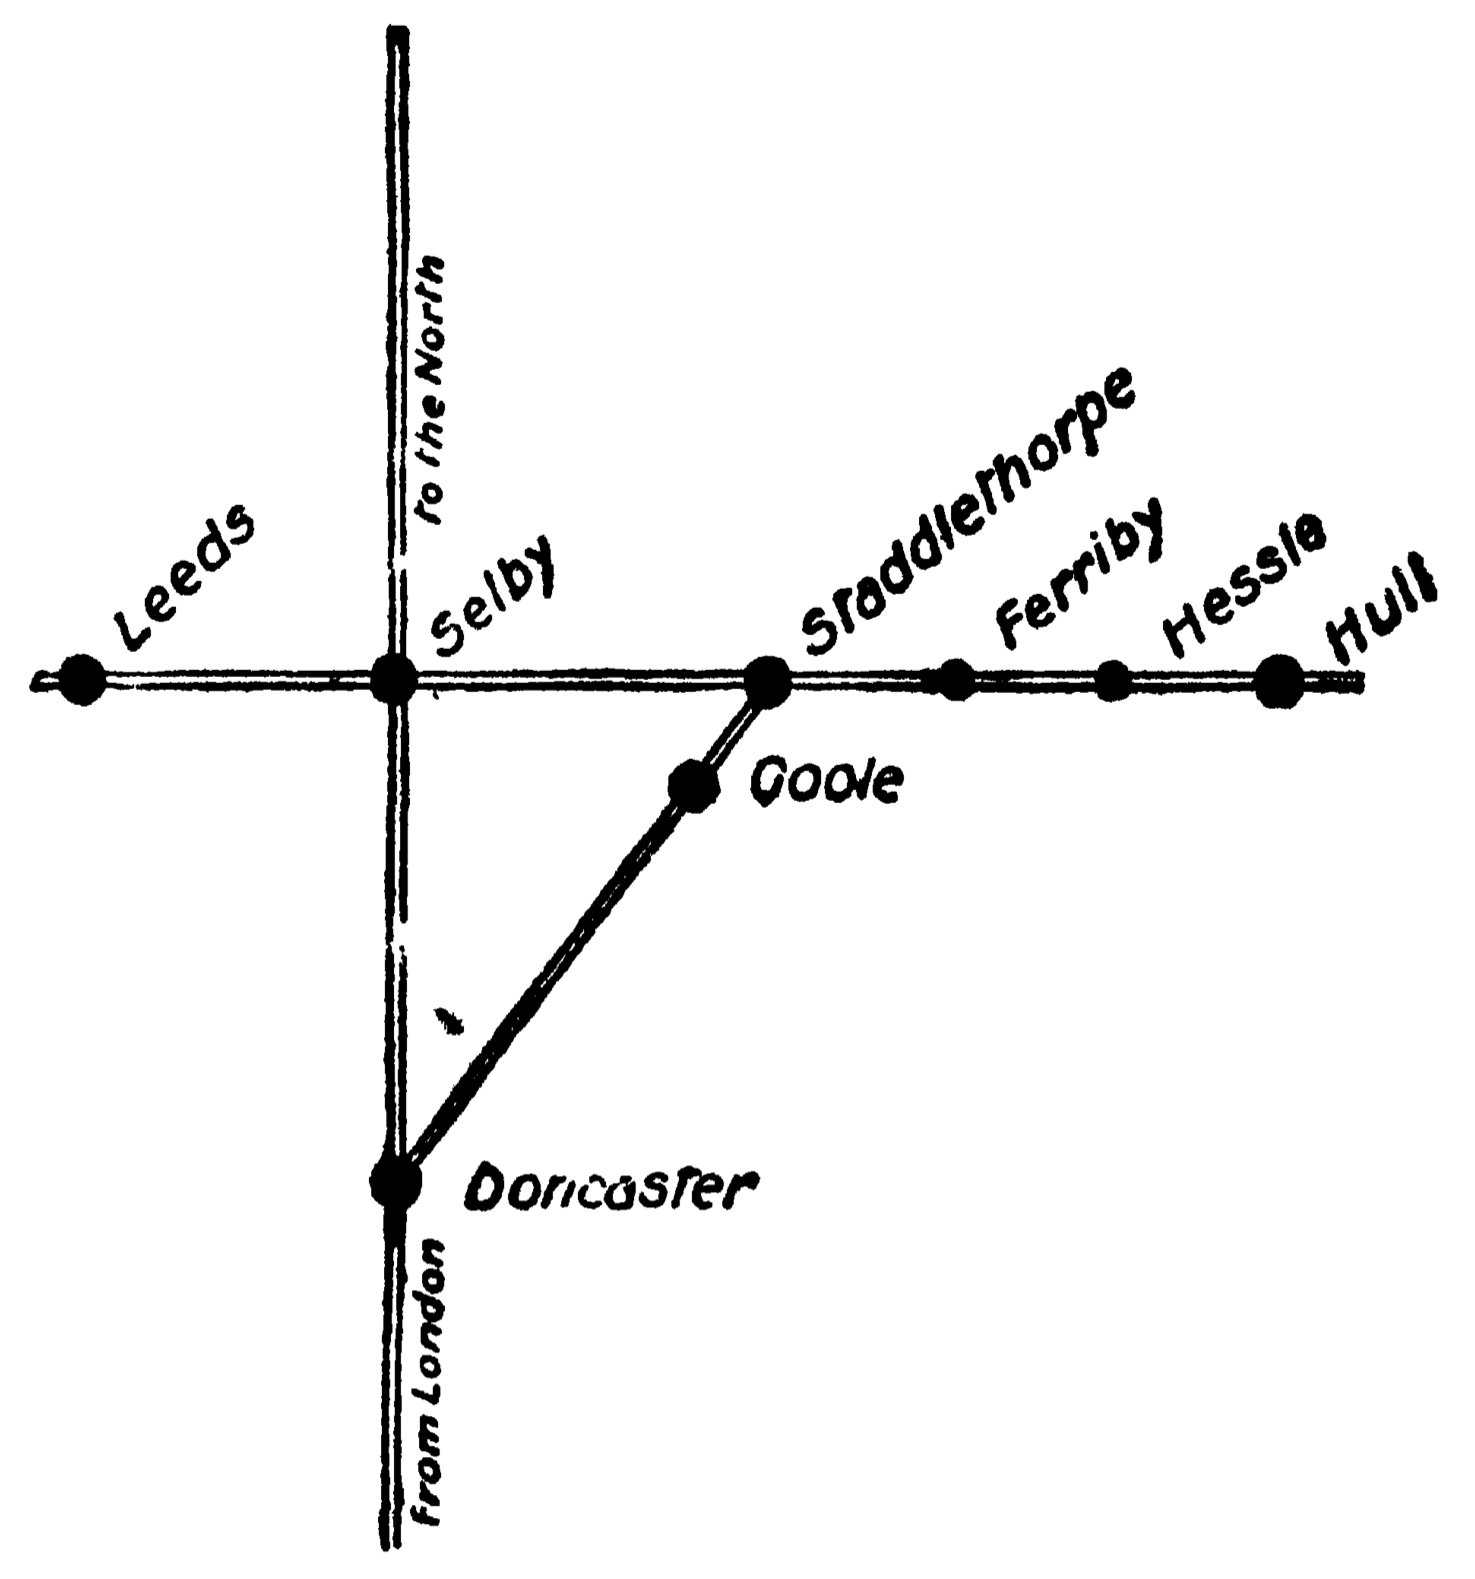 to the North
Leeds
Selby
Staddlethorpe
Ferriby
Hessle
Hull
Goole
Doncaster
from London